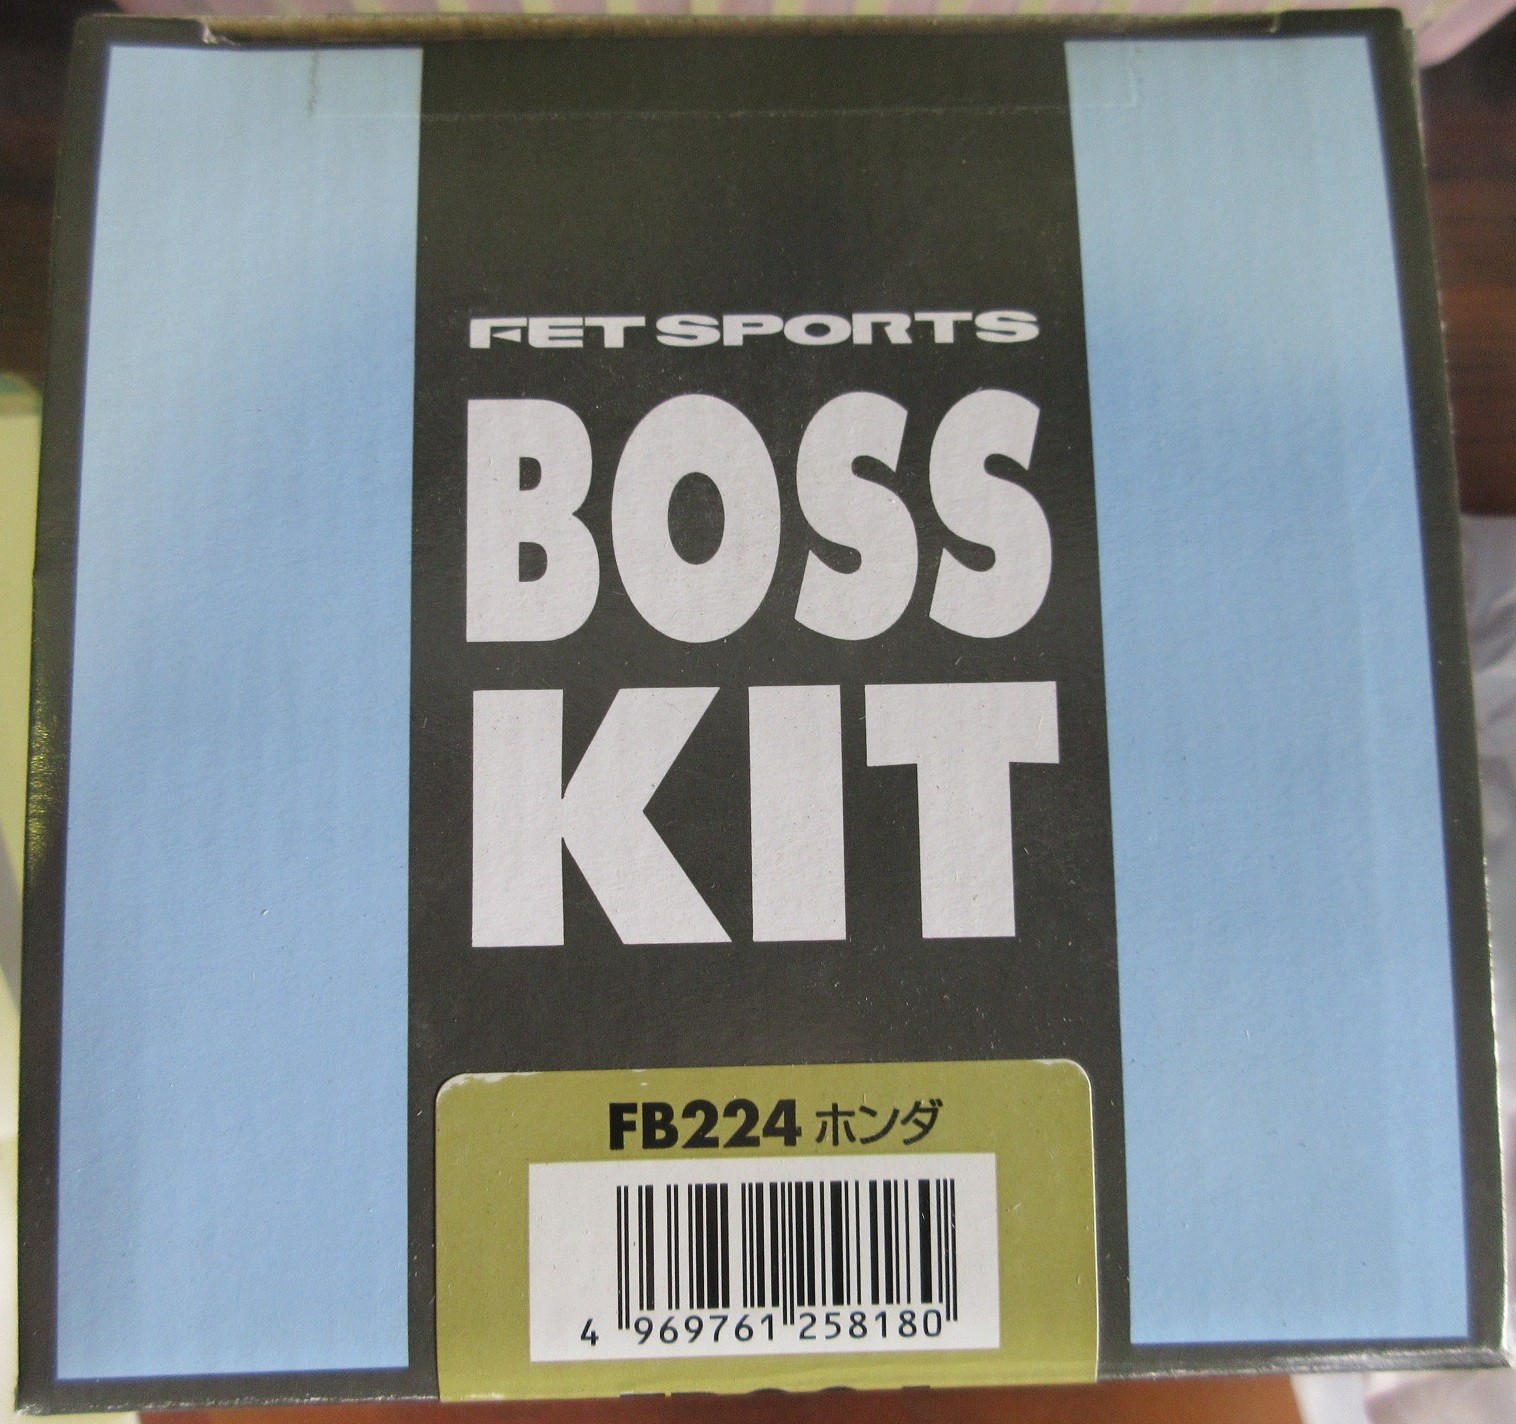 FET SPORTS
BOSS
KIT
FB224 ホンダ
4 969761 258180